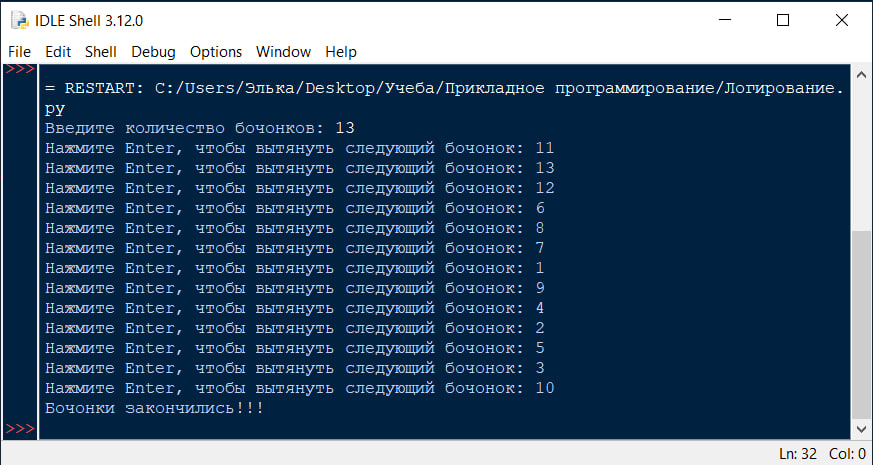 IDLE Shell 3.12.0
File Edit Shell Debug Options Window Help
>>>
= RESTART: C:/Users/Элька/Desktop/Учеба/Прикладное программирование/Логирование.
py
Введите количество бочонков: 13
Нажмите Enter, чтобы вытянуть следующий бочонок: 11
Нажмите Enter, чтобы вытянуть следующий бочонок: 13
Нажмите Enter, чтобы вытянуть следующий бочонок: 12
Нажмите Enter, чтобы вытянуть следующий бочонок: 6
Нажмите Enter, чтобы вытянуть следующий бочонок: 8
Нажмите Enter, чтобы вытянуть следующий бочонок: 7
Нажмите Enter, чтобы вытянуть следующий бочонок: 1
Нажмите Enter, чтобы вытянуть следующий бочонок: 9
Нажмите Enter, чтобы вытянуть следующий бочонок: 4
Нажмите Enter, чтобы вытянуть следующий бочонок: 2
Нажмите Enter, чтобы вытянуть следующий бочонок: 5
Нажмите Enter, чтобы вытянуть следующий бочонок: 3
Нажмите Enter, чтобы вытянуть следующий бочонок: 10
Бочонки закончились!!!
>>>
Ln: 32 Col: 0